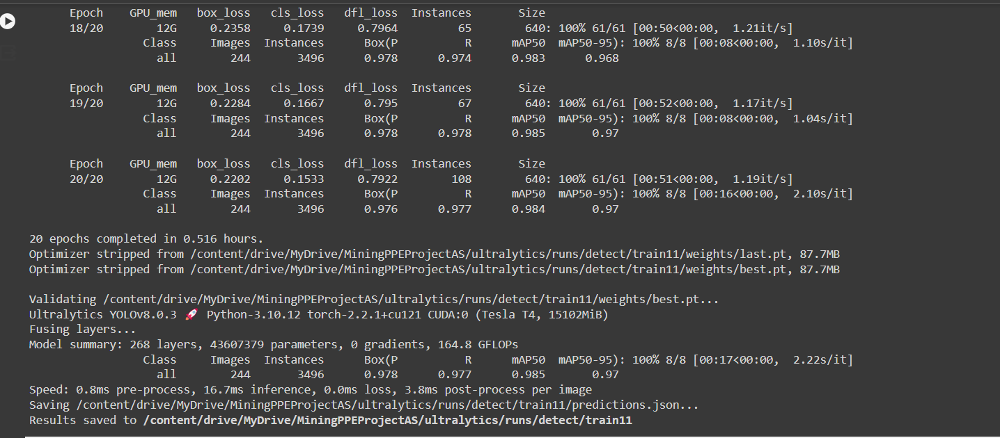 Epoch GPU_mem box_loss cls_loss dfl_loss Instances Size
18/20 12G 0.2358 0.1739 0.7964 65 640: 100% 61/61 [00:50<00:00, 1.21it/s]
Class Images Instances Box(P R mAP50 mAP50-95): 100% 8/8 [00:08<00:00, 1.10s/it]
all 244 3496 0.978 0.974 0.983 0.968
Epoch GPU_mem box_loss cls_loss dfl_loss Instances Size
19/20 12G 0.2284 0.1667 0.795 67 640: 100% 61/61 [00:52<00:00, 1.17it/s]
Class Images Instances Box(P R mAP50 mAP50-95): 100% 8/8 [00:08<00:00, 1.04s/it]
all 244 3496 0.978 0.978 0.985 0.97
Epoch GPU_mem box_loss cls_loss dfl_loss Instances Size
20/20 12G 0.2202 0.1533 0.7922 108 640: 100% 61/61 [00:51<00:00, 1.19it/s]
Class Images Instances Box(P R mAP50 mAP50-95): 100% 8/8 [00:16<00:00, 2.10s/it]
all 244 3496 0.976 0.977 0.984 0.97
20 epochs completed in 0.516 hours.
Optimizer stripped from /content/drive/MyDrive/MiningPPEProjectAS/ultralytics/runs/detect/train11/weights/last.pt, 87.7MB
Optimizer stripped from /content/drive/MyDrive/MiningPPEProjectAS/ultralytics/runs/detect/train11/weights/best.pt, 87.7MB
Validating /content/drive/MyDrive/MiningPPEProjectAS/ultralytics/runs/detect/train11/weights/best.pt...
Ultralytics YOLOv8.0.3 🚀 Python-3.10.12 torch-2.2.1+cu121 CUDA:0 (Tesla T4, 15102MiB)
Fusing layers...
Model summary: 268 layers, 43607379 parameters, 0 gradients, 164.8 GFLOPs
Class Images Instances Box(P R mAP50 mAP50-95): 100% 8/8 [00:17<00:00, 2.22s/it]
all 244 3496 0.978 0.977 0.985 0.97
Speed: 0.8ms pre-process, 16.7ms inference, 0.0ms loss, 3.8ms post-process per image
Saving /content/drive/MyDrive/MiningPPEProjectAS/ultralytics/runs/detect/train11/predictions.json...
Results saved to /content/drive/MyDrive/MiningPPEProjectAS/ultralytics/runs/detect/train11